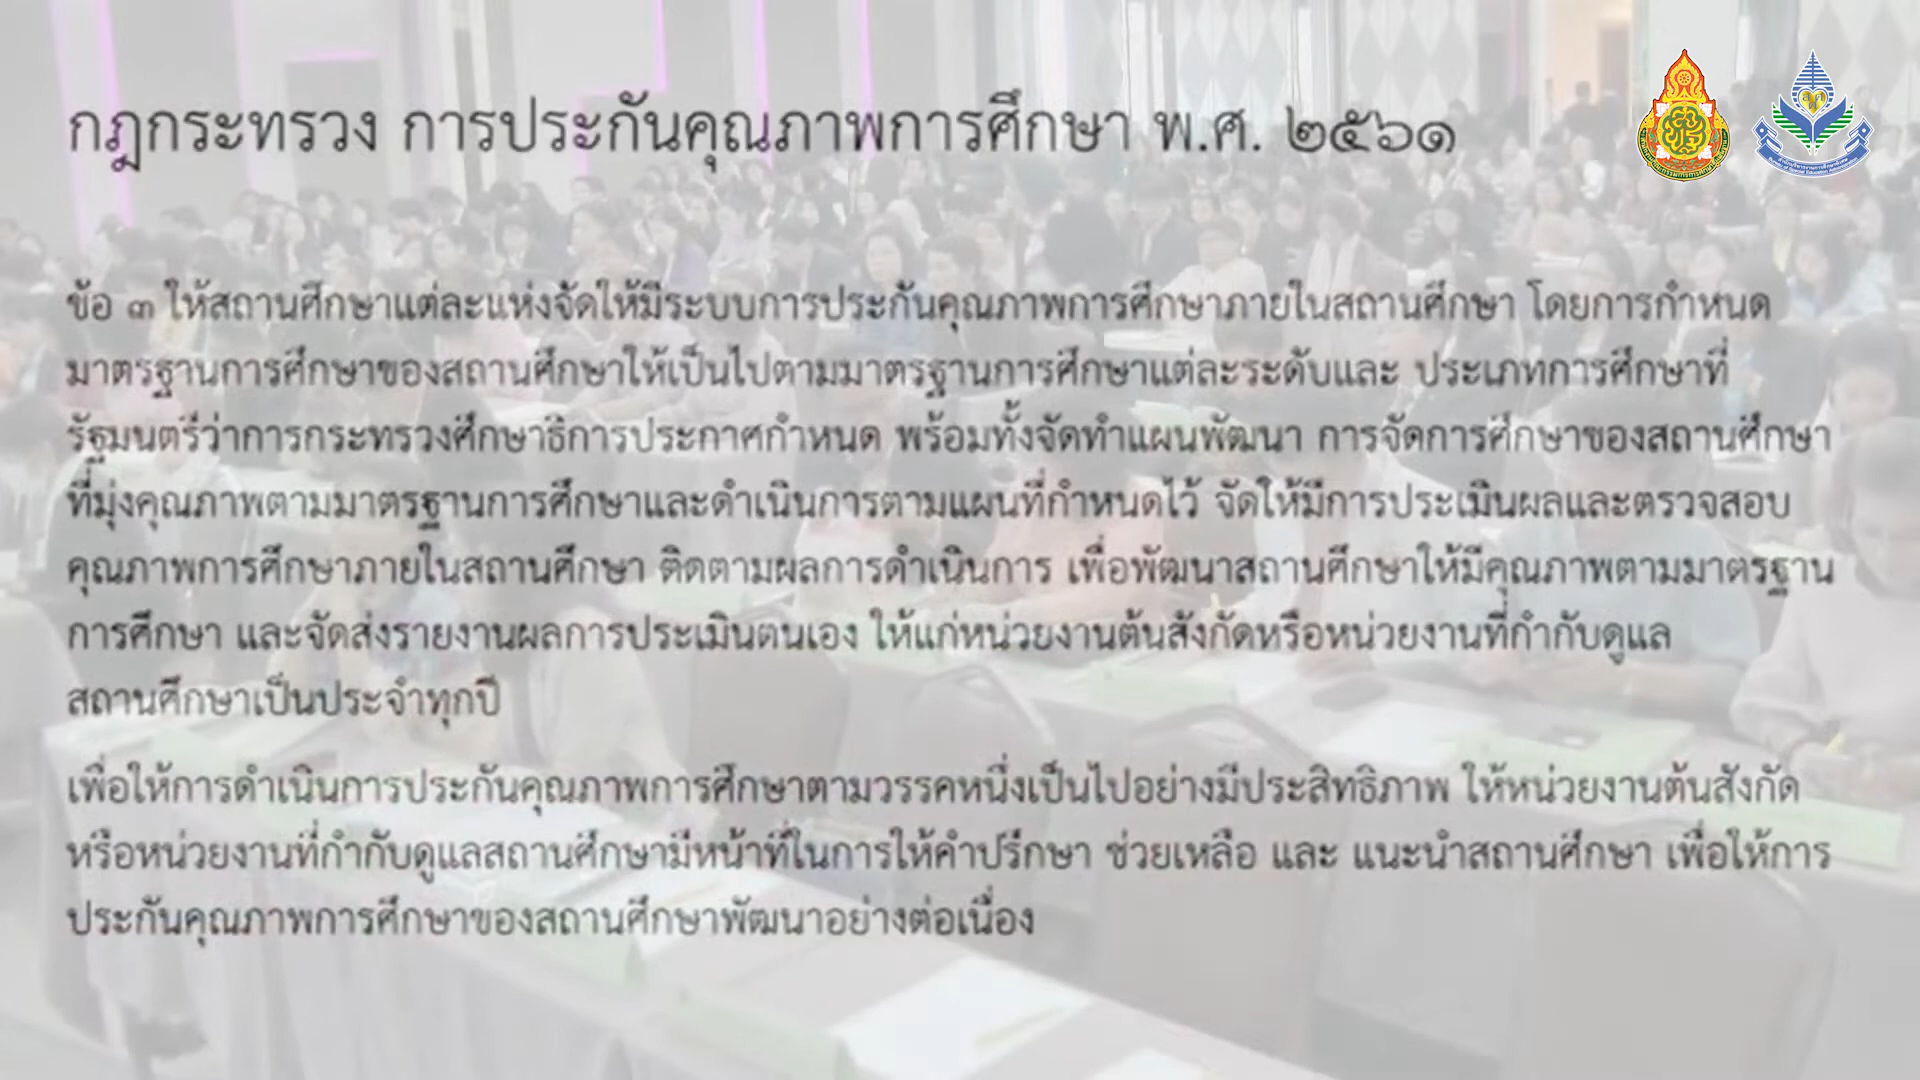 กฎกระทรวง การประกันคุณภาพการศึกษา พ.ศ. ๒๕๖๑
ข้อ ๓ ให้สถานศึกษาแต่ละแห่งจัดให้มีระบบการประกันคุณภาพการศึกษาภายในสถานศึกษา โดยการกำหนด
มาตรฐานการศึกษาของสถานศึกษาให้เป็นไปตามมาตรฐานการศึกษาแต่ละระดับและ ประเภทการศึกษาที่
รัฐมนตรีว่าการกระทรวงศึกษาธิการประกาศกำหนด พร้อมทั้งจัดทำแผนพัฒนา การจัดการศึกษาของสถานศึกษา
ที่มุ่งคุณภาพตามมาตรฐานการศึกษาและดำเนินการตามแผนที่กำหนดไว้ จัดให้มีการประเมินผลและตรวจสอบ
คุณภาพการศึกษาภายในสถานศึกษา ติดตามผลการดำเนินการ เพื่อพัฒนาสถานศึกษาให้มีคุณภาพตามมาตรฐาน
การศึกษา และจัดส่งรายงานผลการประเมินตนเอง ให้แก่หน่วยงานต้นสังกัดหรือหน่วยงานที่กำกับดูแล
สถานศึกษาเป็นประจำทุกปี
เพื่อให้การดำเนินการประกันคุณภาพการศึกษาตามวรรคหนึ่งเป็นไปอย่างมีประสิทธิภาพ ให้หน่วยงานต้นสังกัด
หรือหน่วยงานที่กำกับดูแลสถานศึกษามีหน้าที่ในการให้คำปรึกษา ช่วยเหลือ และ แนะนำสถานศึกษา เพื่อให้การ
ประกันคุณภาพการศึกษาของสถานศึกษาพัฒนาอย่างต่อเนื่อง